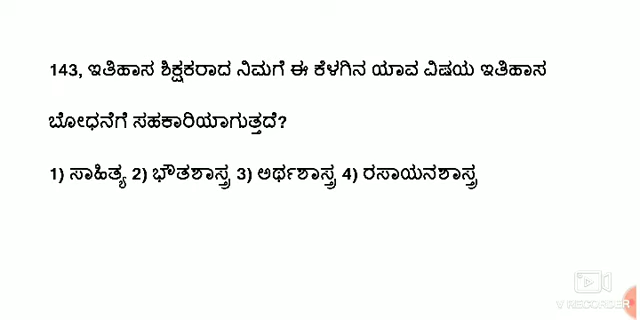 143, ಇತಿಹಾಸ ಶಿಕ್ಷಕರಾದ ನಿಮಗೆ ಈ ಕೆಳಗಿನ ಯಾವ ವಿಷಯ ಇತಿಹಾಸ
ಬೋಧನೆಗೆ ಸಹಕಾರಿಯಾಗುತ್ತದೆ?
1) ಸಾಹಿತ್ಯ 2) ಭೌತಶಾಸ್ತ್ರ 3) ಅರ್ಥಶಾಸ್ತ್ರ 4) ರಸಾಯನಶಾಸ್ತ್ರ
V RECORDER